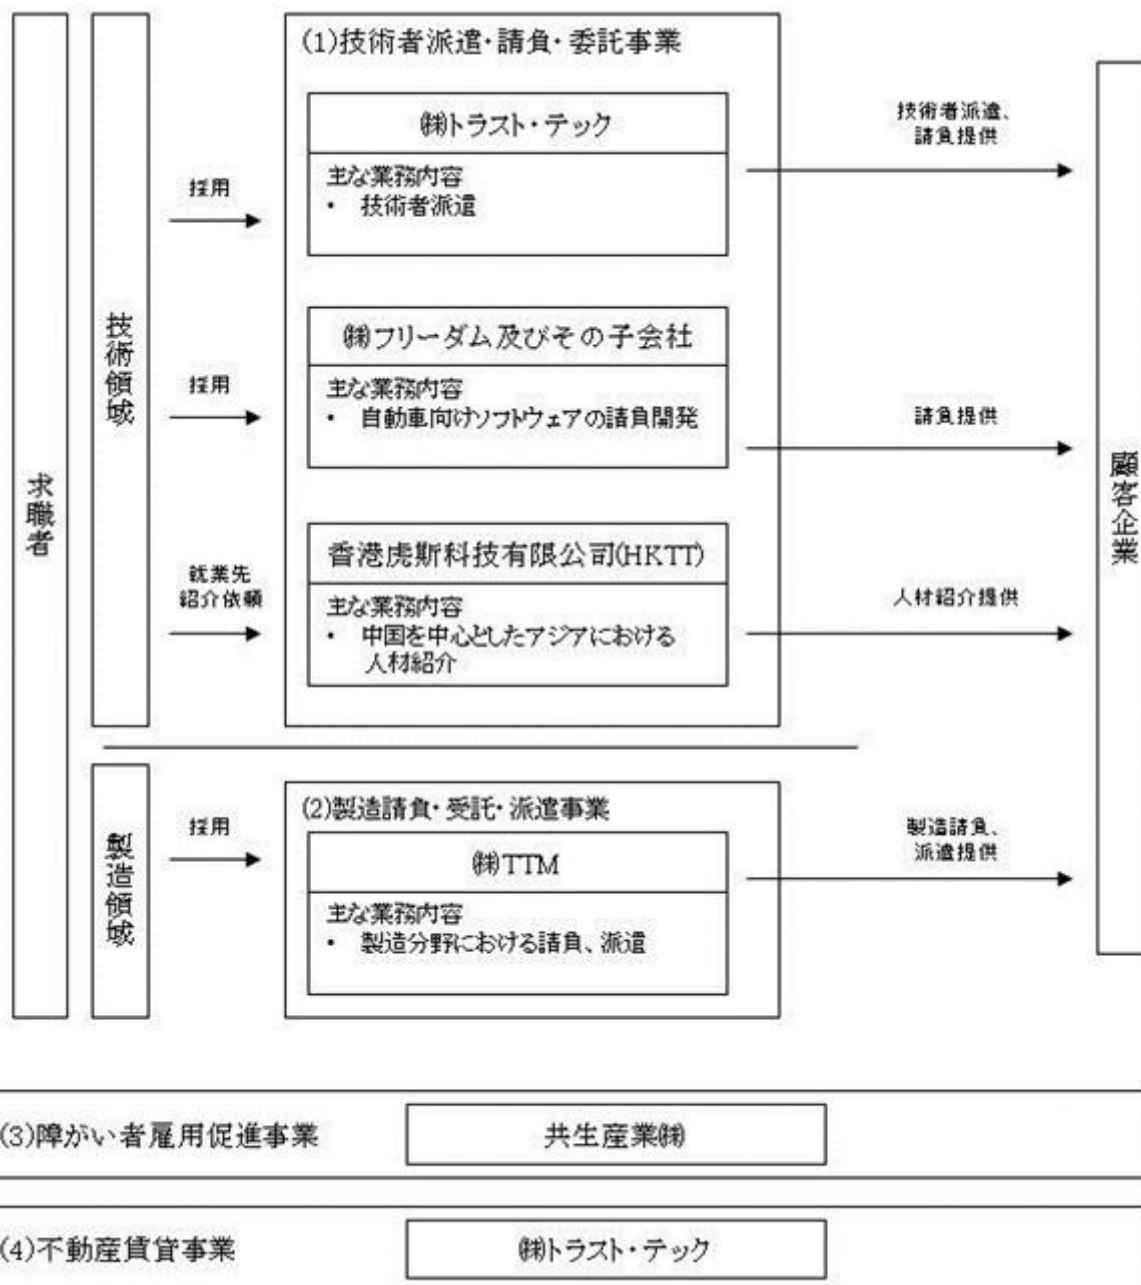 求職者
技術領域
(1)技術者派遣・請負・委託事業
採用
㈱トラスト・テック
主な業務内容
・ 技術者派遣
技術者派遣、
請負提供
採用
㈱フリーダム及びその子会社
主な業務内容
・ 自動車向けソフトウェアの請負開発
請負提供
就業先
紹介依頼
香港虎斯科技有限公司(HKTT)
主な業務内容
・ 中国を中心としたアジアにおける
人材紹介
人材紹介提供
顧客企業
製造領域
(2)製造請負・受託・派遣事業
採用
㈱TTM
主な業務内容
・ 製造分野における請負、派遣
製造請負、
派遣提供
(3)障がい者雇用促進事業
共生産業㈱
(4)不動産賃貸事業
㈱トラスト・テック